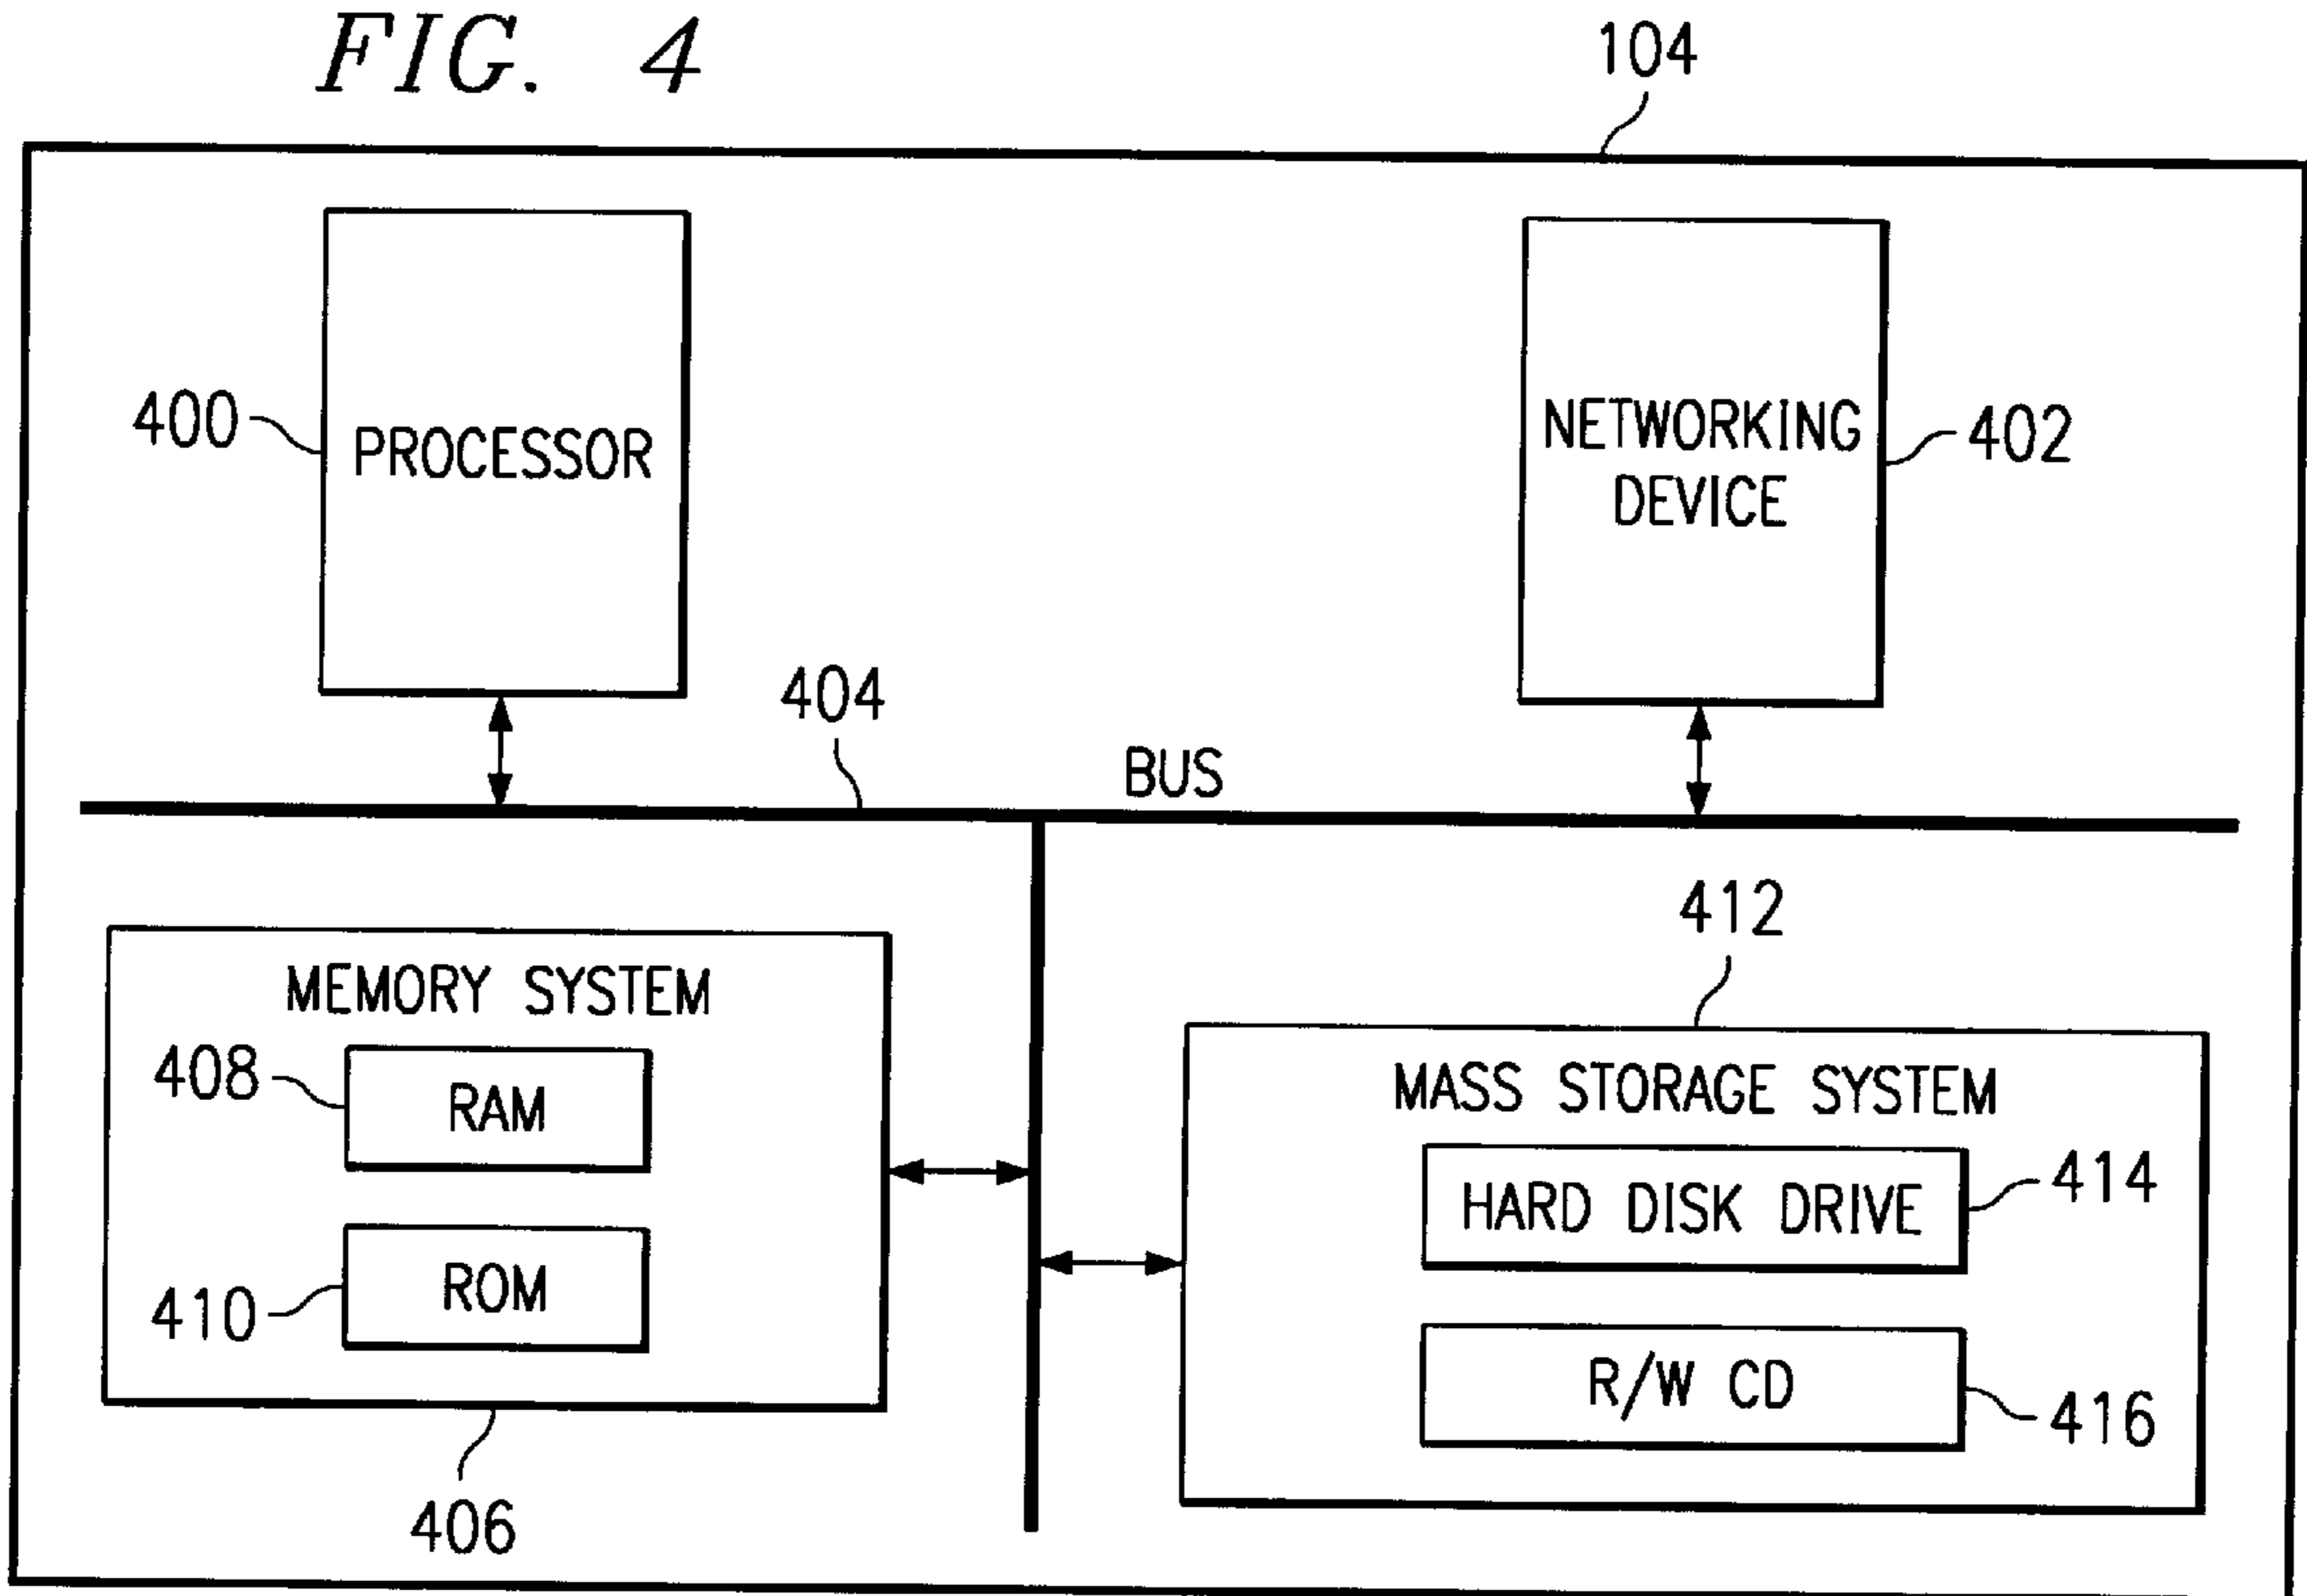 FIG. 4
104
400
PROCESSOR
NETWORKING
DEVICE
402
404
BUS
412
MEMORY SYSTEM
408
RAM
410
ROM
406
MASS STORAGE SYSTEM
HARD DISK DRIVE
414
R/W CD
416